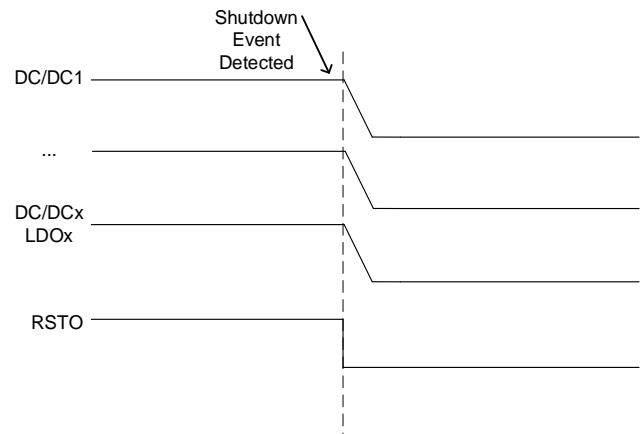 Shutdown
Event
Detected
DC/DC1
...
DC/DCx
LDOx
RSTO